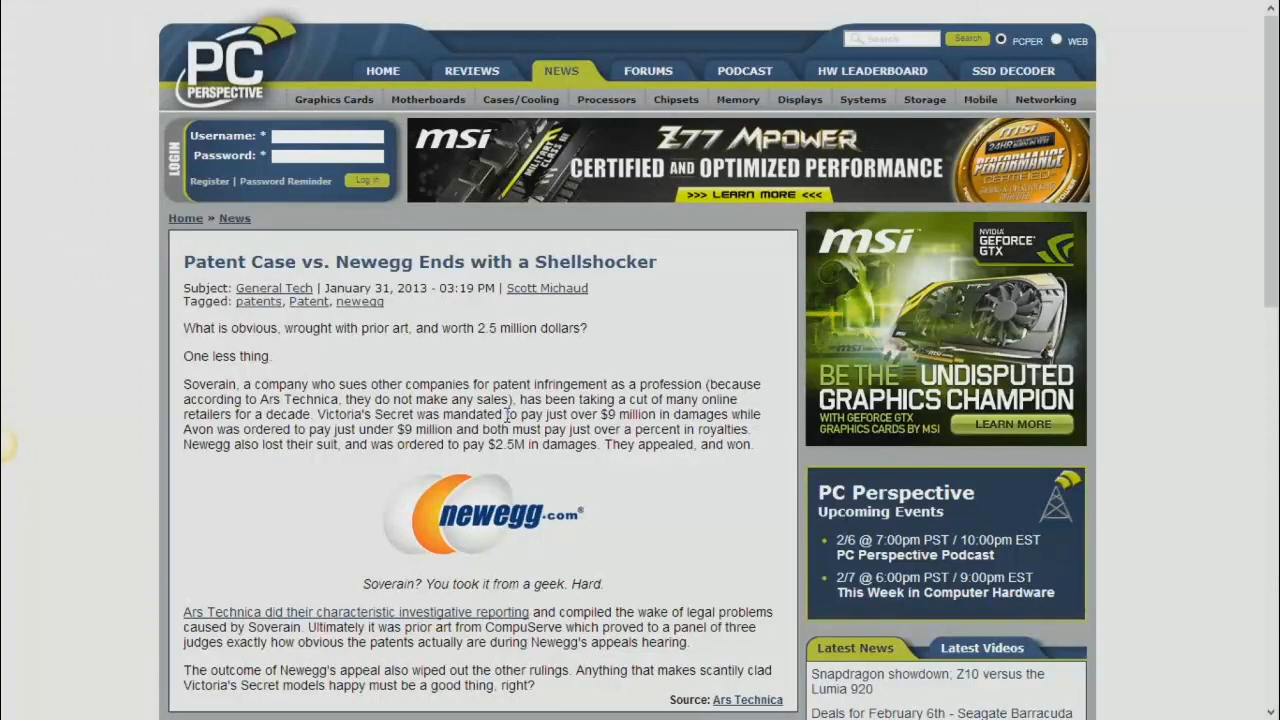 PC PERSPECTIVE
Search Search PCPER WEB
HOME REVIEWS NEWS FORUMS PODCAST HW LEADERBOARD SSD DECODER
Graphics Cards Motherboards Cases/Cooling Processors Chipsets Memory Displays Systems Storage Mobile Networking
LOGIN
Username: *
Password: *
Register | Password Reminder Log in
msi MILITARY CLASS III Z77 MPOWER
CERTIFIED AND OPTIMIZED PERFORMANCE
>>> LEARN MORE <<<
msi 24HR CERTIFIED PERFORMANCE
Home » News
Patent Case vs. Newegg Ends with a Shellshocker
Subject: General Tech | January 31, 2013 - 03:19 PM | Scott Michaud
Tagged: patents, Patent, newegg
What is obvious, wrought with prior art, and worth 2.5 million dollars?
One less thing.
Soverain, a company who sues other companies for patent infringement as a profession (because
according to Ars Technica, they do not make any sales), has been taking a cut of many online
retailers for a decade. Victoria's Secret was mandated to pay just over $9 million in damages while
Avon was ordered to pay just under $9 million and both must pay just over a percent in royalties.
Newegg also lost their suit, and was ordered to pay $2.5M in damages. They appealed, and won.
newegg.com®
Soverain? You took it from a geek. Hard.
Ars Technica did their characteristic investigative reporting and compiled the wake of legal problems
caused by Soverain. Ultimately it was prior art from CompuServe which proved to a panel of three
judges exactly how obvious the patents actually are during Newegg's appeals hearing.
The outcome of Newegg's appeal also wiped out the other rulings. Anything that makes scantily clad
Victoria's Secret models happy must be a good thing, right?
Source: Ars Technica
msi NVIDIA GEFORCE GTX
BE THE UNDISPUTED
GRAPHICS CHAMPION
WITH GEFORCE GTX
GRAPHICS CARDS BY MSI
LEARN MORE
PC Perspective
Upcoming Events
2/6 @ 7:00pm PST / 10:00pm EST
PC Perspective Podcast
2/7 @ 6:00pm PST / 9:00pm EST
This Week in Computer Hardware
Latest News Latest Videos
Snapdragon showdown; Z10 versus the
Lumia 920
Deals for February 6th - Seagate Barracuda